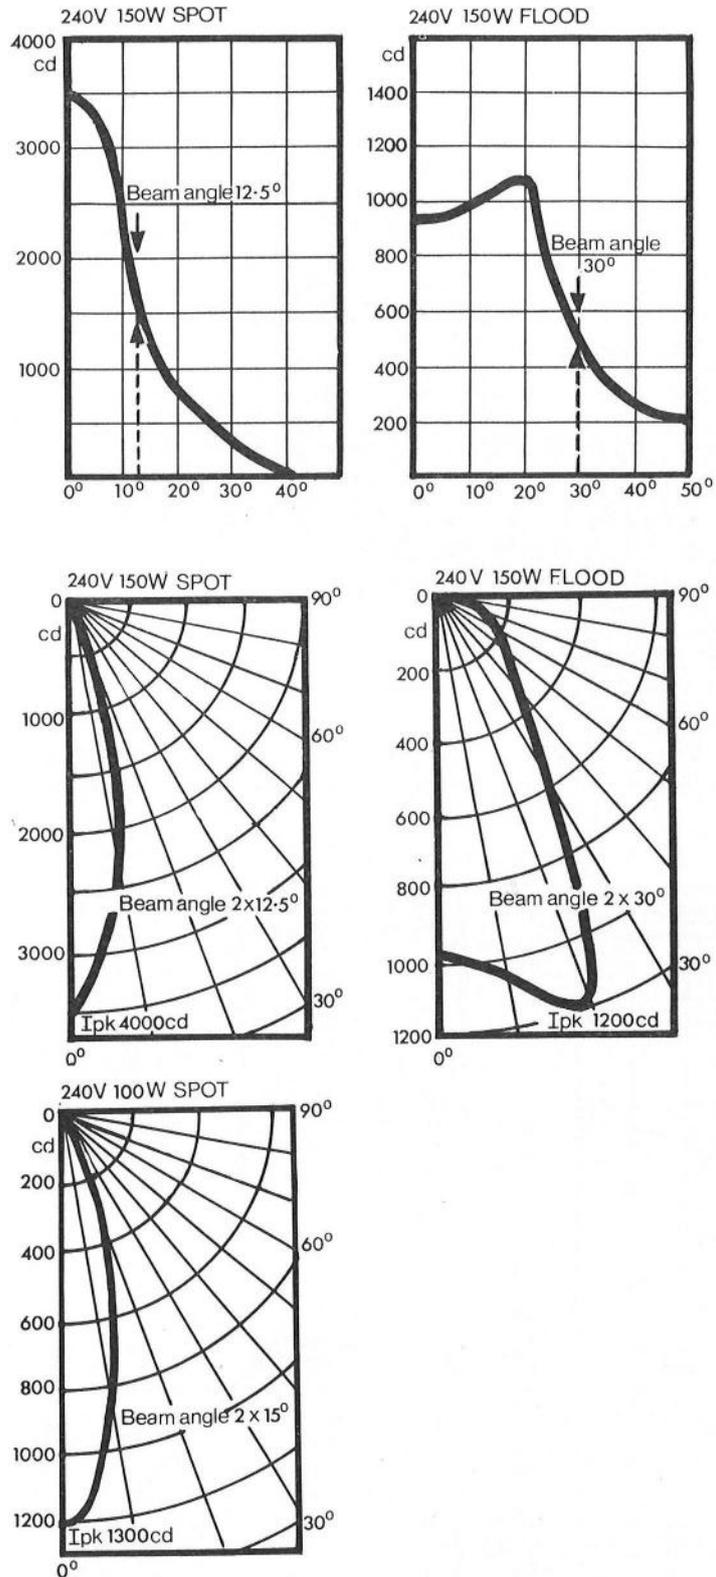 240V 150W SPOT
4000
cd
3000
2000
1000
Beam angle 12·5°
0° 10° 20° 30° 40°
240V 150W FLOOD
cd
1400
1200
1000
800
600
400
200
Beam angle
30°
0° 10° 20° 30° 40° 50°
240V 150W SPOT
0
cd
1000
2000
3000
90°
60°
30°
Beam angle 2x12·5°
Ipk 4000cd
0°
240V 150W FLOOD
0
cd
200
400
600
800
1000
1200
90°
60°
30°
Beam angle 2 x 30°
Ipk 1200cd
0°
240V 100W SPOT
0
cd
200
400
600
800
1000
1200
90°
60°
30°
Beam angle 2 x 15°
Ipk 1300cd
0°